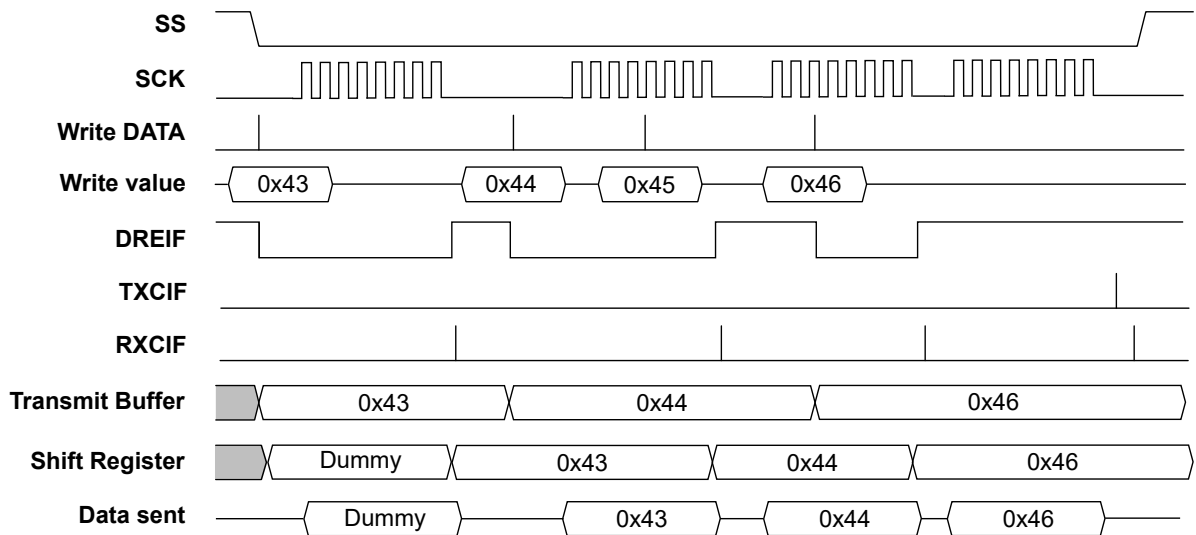 SS
SCK
Write DATA
Write value 0x43 0x44 0x45 0x46
DREIF
TXCIF
RXCIF
Transmit Buffer 0x43 0x44 0x46
Shift Register Dummy 0x43 0x44 0x46
Data sent Dummy 0x43 0x44 0x46